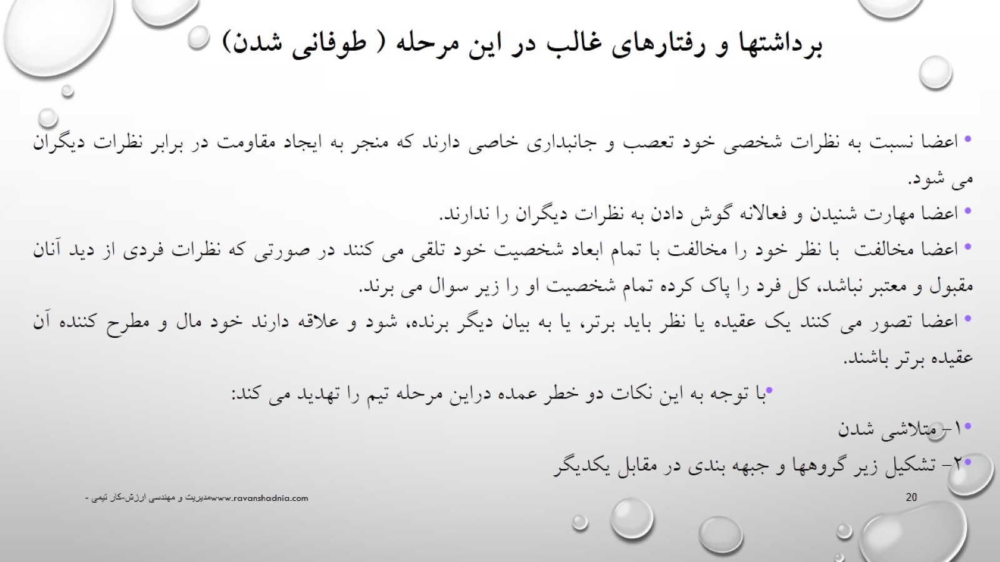 برداشتها و رفتارهای غالب در این مرحله ( طوفانی شدن)
• اعضا نسبت به نظرات شخصی خود تعصب و جانبداری خاصی دارند که منجر به ایجاد مقاومت در برابر نظرات دیگران
می شود.
• اعضا مهارت شنیدن و فعالانه گوش دادن به نظرات دیگران را ندارند.
• اعضا مخالفت با نظر خود را مخالفت با تمام ابعاد شخصیت خود تلقی می کنند در صورتی که نظرات فردی از دید آنان
مقبول و معتبر نباشد، کل فرد را پاک کرده تمام شخصیت او را زیر سوال می برند.
• اعضا تصور می کنند یک عقیده یا نظر باید برتر، یا به بیان دیگر برنده، شود و علاقه دارند خود مال و مطرح کننده آن
عقیده برتر باشند.
•با توجه به این نکات دو خطر عمده دراین مرحله تیم را تهدید می کند:
•۱– متلاشی شدن
•۲– تشکیل زیر گروهها و جبهه بندی در مقابل یکدیگر
20
www.ravanshadnia.comمدیریت و مهندسی ارزش-کار تیمی -